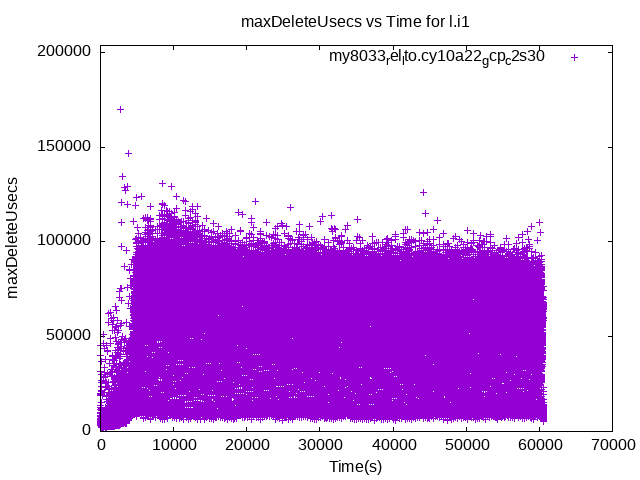 maxDeleteUsecs vs Time for l.i1
my8033rellto.cy10a22gcpc2s30
maxDeleteUsecs
200000
150000
100000
50000
0
0 10000 20000 30000 40000 50000 60000 70000
Time(s)